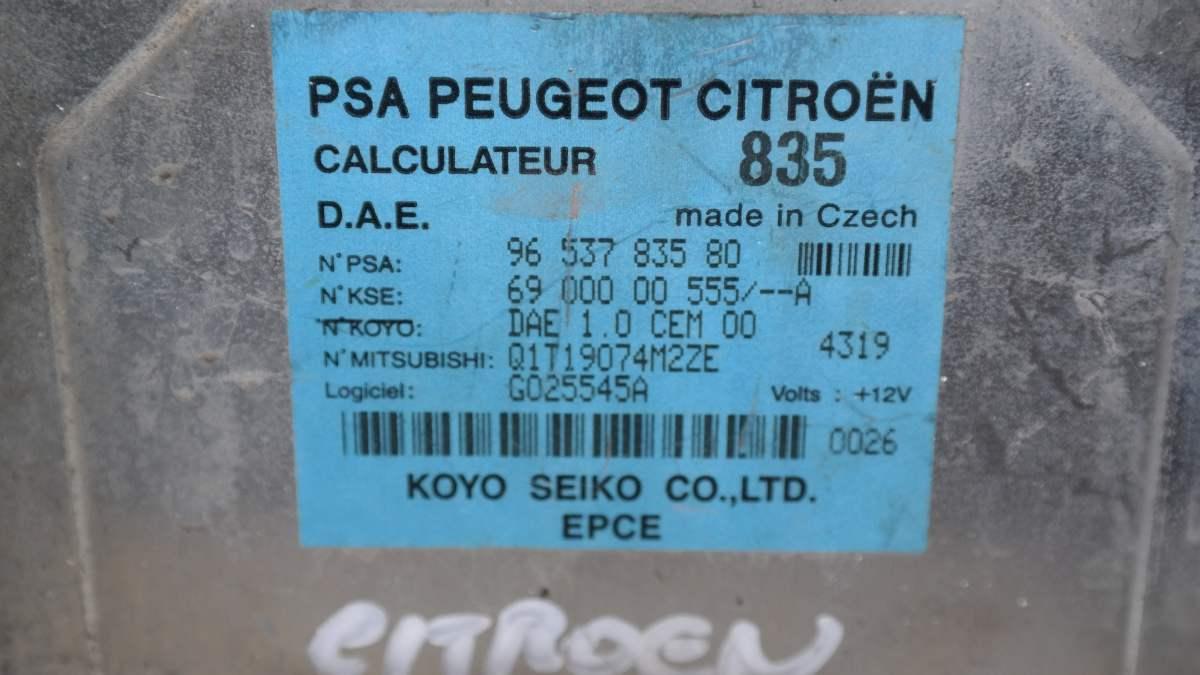 PSA PEUGEOT CITROËN
CALCULATEUR 835
D.A.E. made in Czech
N° PSA: 96 537 835 80
N° KSE: 69 000 00 555/--A
N° KOYO: DAE 1.0 CEM 00
N° MITSUBISHI: Q1T19074M2ZE 4319
Logiciel: G025545A Volts : +12V
0026
KOYO SEIKO CO.,LTD.
EPCE
CITROEN